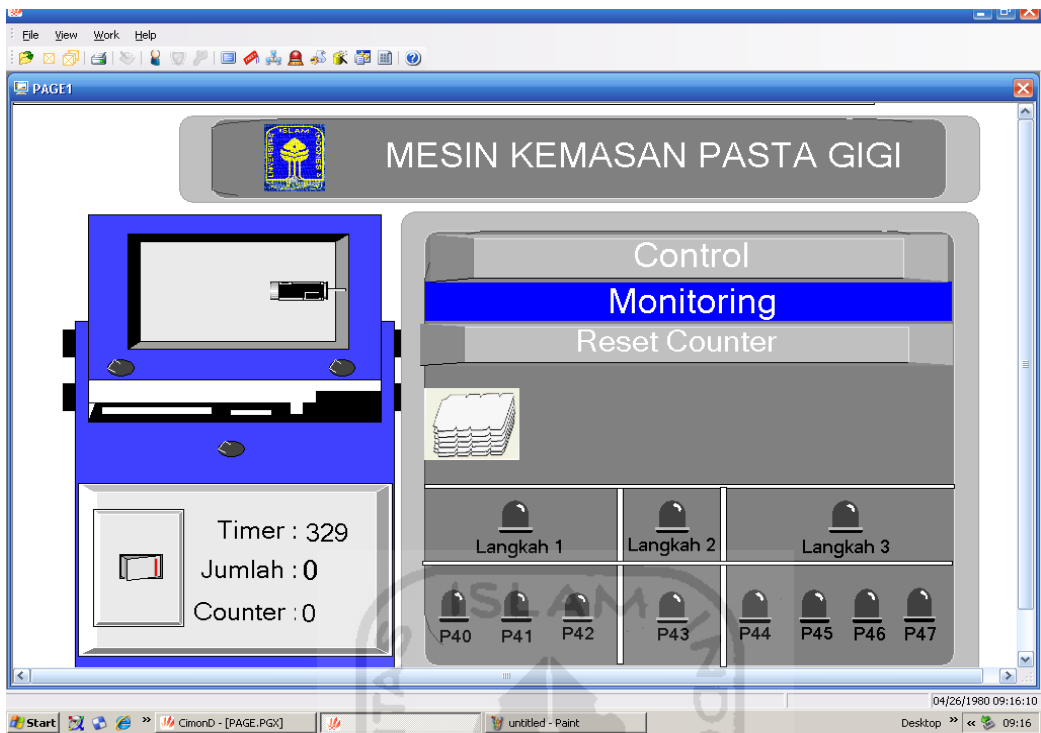 File View Work Help
PAGE1
ISLAM
MESIN KEMASAN PASTA GIGI
Control
Monitoring
Reset Counter
Timer : 329
Jumlah : 0
Counter : 0
Langkah 1 Langkah 2 Langkah 3
P40 P41 P42 P43 P44 P45 P46 P47
ISLAM
04/26/1980 09:16:10
Start CimonD - [PAGE.PGX] untitled - Paint Desktop 09:16